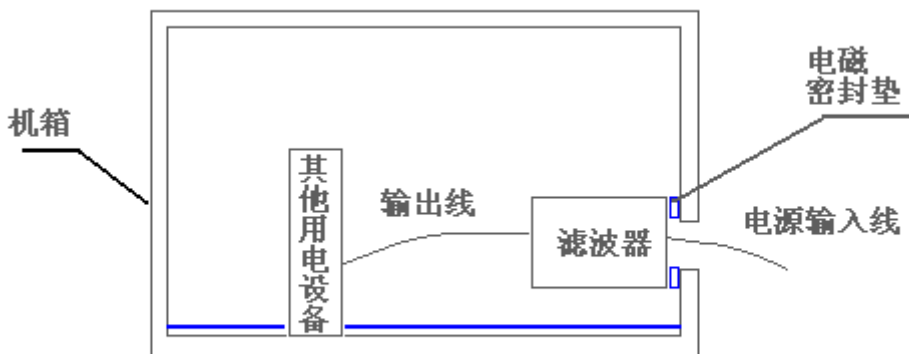 电磁
密封垫
机箱
其他用电设备
输出线
滤波器
电源输入线